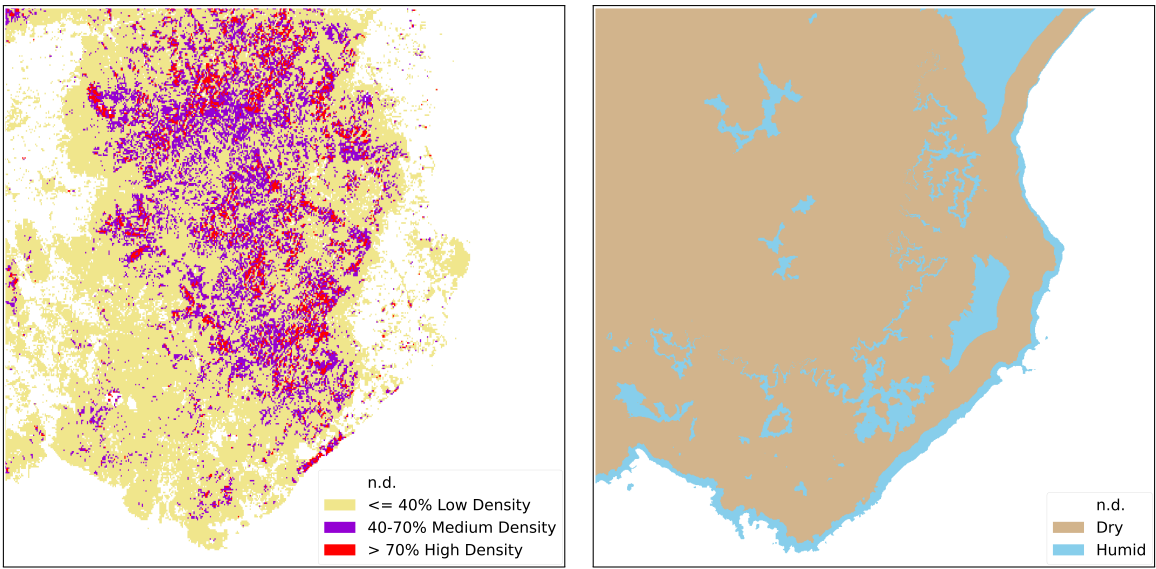 n.d.
<= 40% Low Density
40-70% Medium Density
> 70% High Density
n.d.
Dry
Humid